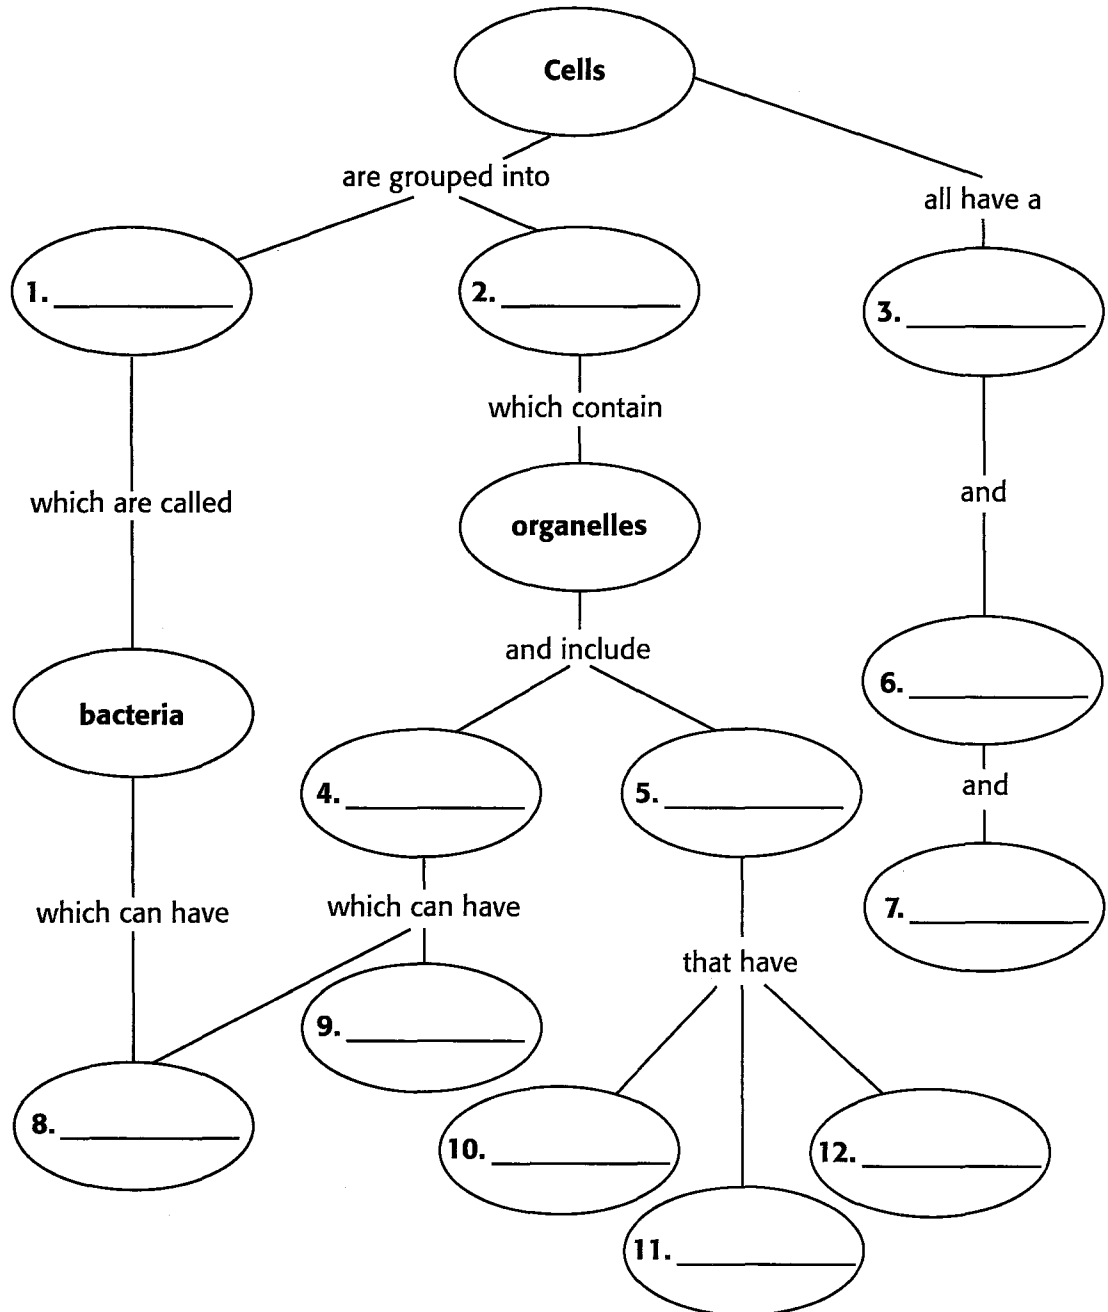 Cells
are grouped into
all have a
1.
2.
3.
which contain
which are called
and
organelles
and include
6.
bacteria
4.
5.
and
which can have
which can have
7.
that have
9.
8.
10.
12.
11.